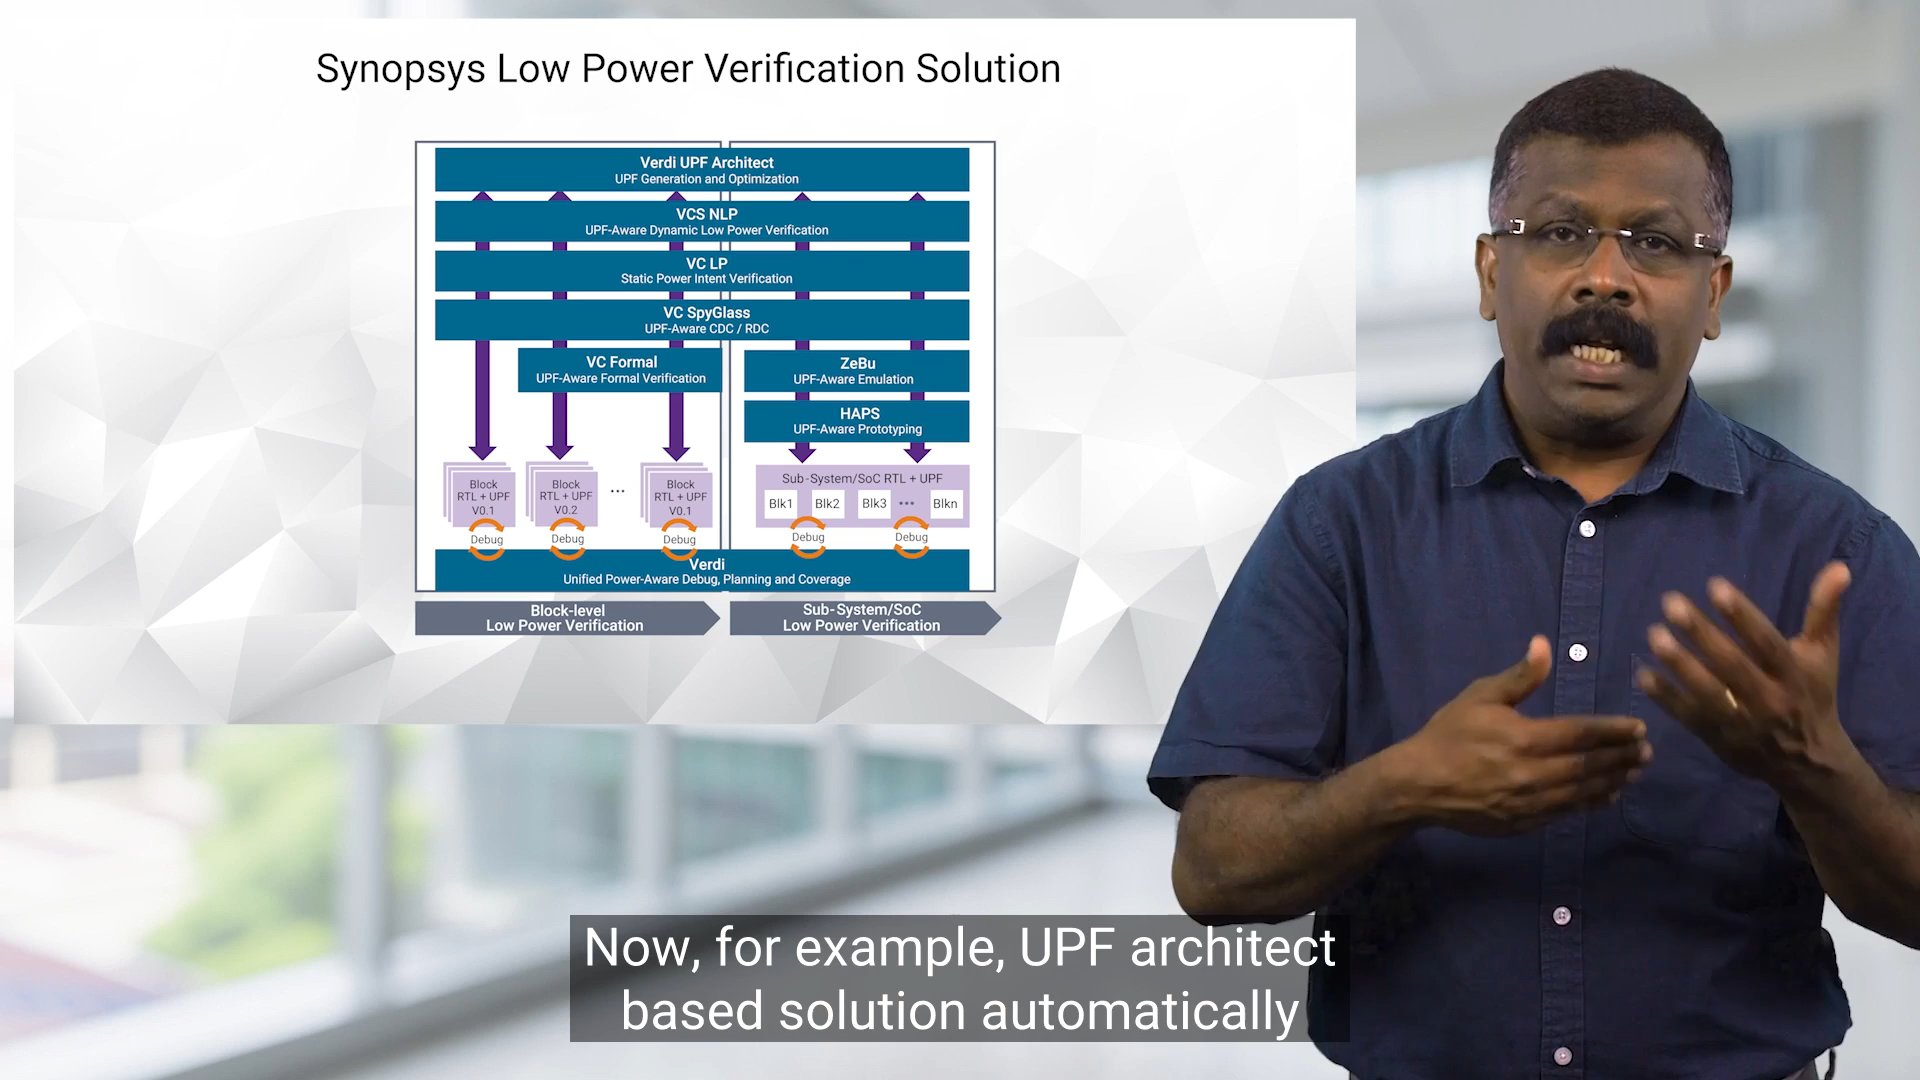 Synopsys Low Power Verification Solution
Verdi UPF Architect
UPF Generation and Optimization
VCS NLP
UPF-Aware Dynamic Low Power Verification
VC LP
Static Power Intent Verification
VC SpyGlass
UPF-Aware CDC / RDC
VC Formal
UPF-Aware Formal Verification
ZeBu
UPF-Aware Emulation
HAPS
UPF-Aware Prototyping
Block
RTL + UPF
V0.1
Block
RTL + UPF
V0.2
...
Block
RTL + UPF
V0.1
Sub-System/SoC RTL + UPF
Blk1 Blk2 Blk3 ... Blkn
Debug Debug Debug Debug Debug
Verdi
Unified Power-Aware Debug, Planning and Coverage
Block-level
Low Power Verification
Sub-System/SoC
Low Power Verification
Now, for example, UPF architect
based solution automatically